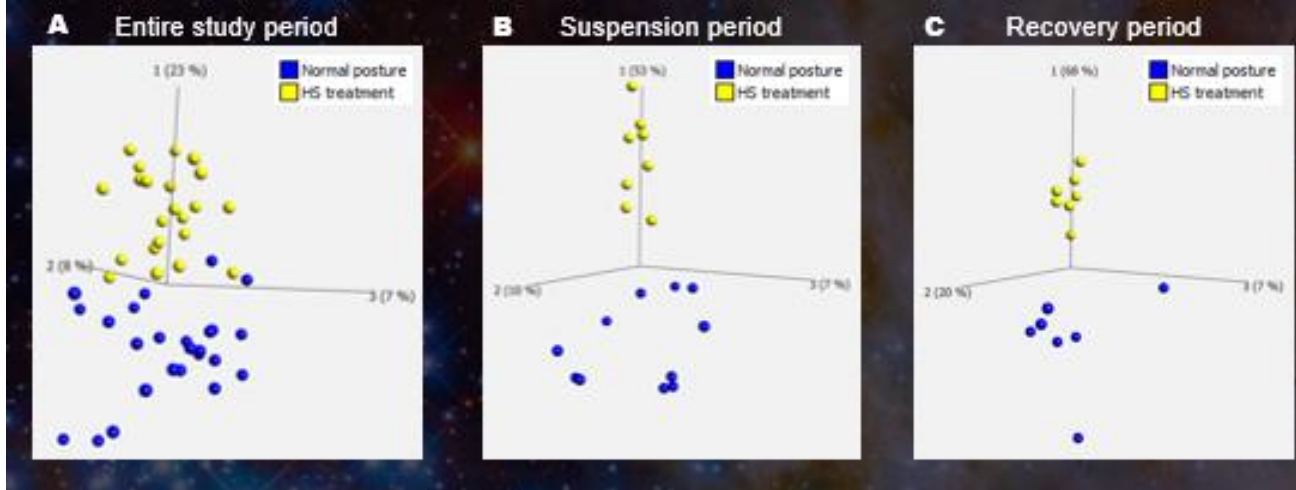 A Entire study period
1 (23 %)
Normal posture
HS treatment
2 (8 %)
3 (7 %)
B Suspension period
1 (53 %)
Normal posture
HS treatment
2 (10 %)
3 (7 %)
C Recovery period
1 (66 %)
Normal posture
HS treatment
2 (20 %)
3 (7 %)